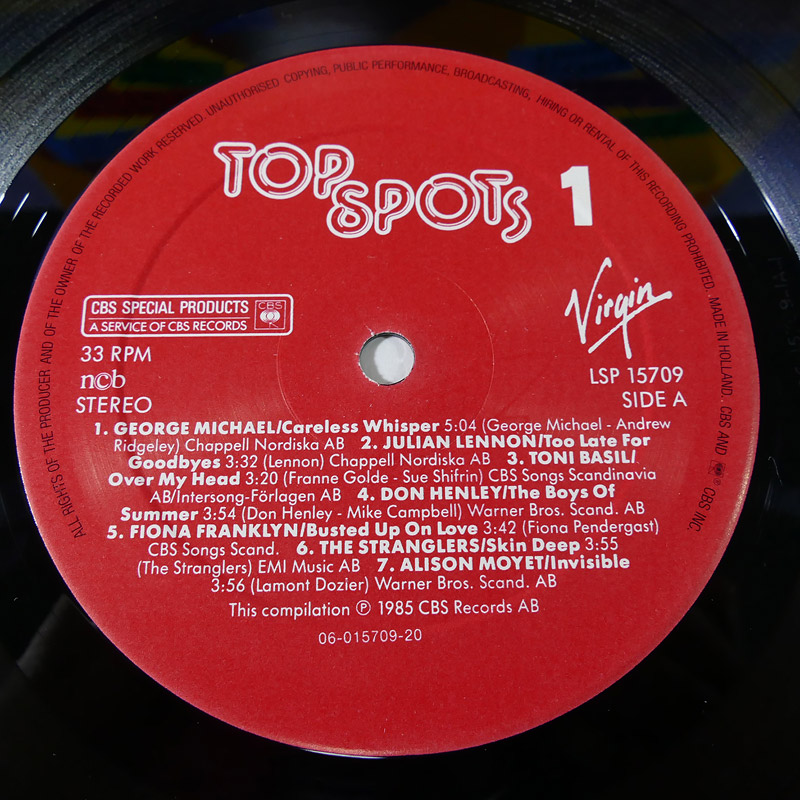 ALL RIGHTS OF THE PRODUCER AND OF THE OWNER OF THE RECORDED WORK RESERVED. UNAUTHORISED COPYING, PUBLIC PERFORMANCE, BROADCASTING, HIRING OR RENTAL OF THIS RECORDING PROHIBITED. MADE IN HOLLAND. CBS AND ® CBS INC.
TOP
SPOTS 1
CBS SPECIAL PRODUCTS CBS
A SERVICE OF CBS RECORDS
Virgin
33 RPM
LSP 15709
ncb
SIDE A
STEREO
1. GEORGE MICHAEL/Careless Whisper 5:04 (George Michael - Andrew
Ridgeley) Chappell Nordiska AB 2. JULIAN LENNON/Too Late For
Goodbyes 3:32 (Lennon) Chappell Nordiska AB 3. TONI BASIL/
Over My Head 3:20 (Franne Golde - Sue Shifrin) CBS Songs Scandinavia
AB/Intersong-Förlagen AB 4. DON HENLEY/The Boys Of
Summer 3:54 (Don Henley - Mike Campbell) Warner Bros. Scand. AB
5. FIONA FRANKLYN/Busted Up On Love 3:42 (Fiona Pendergast)
CBS Songs Scand. 6. THE STRANGLERS/Skin Deep 3:55
(The Stranglers) EMI Music AB 7. ALISON MOYET/Invisible
3:56 (Lamont Dozier) Warner Bros. Scand. AB
This compilation ℗ 1985 CBS Records AB
06-015709-20